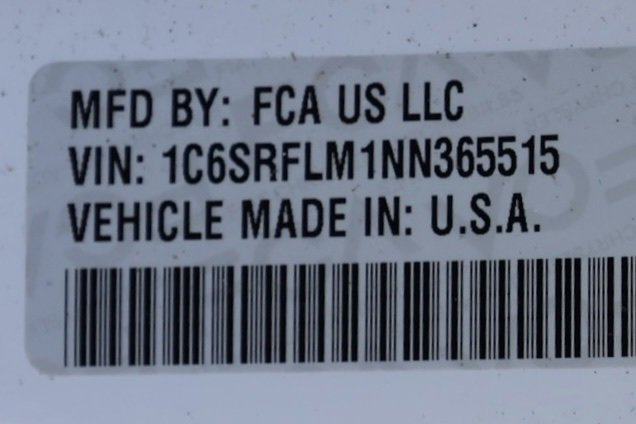 MFD BY: FCA US LLC
VIN: 1C6SRFLM1NN365515
VEHICLE MADE IN: U.S.A.